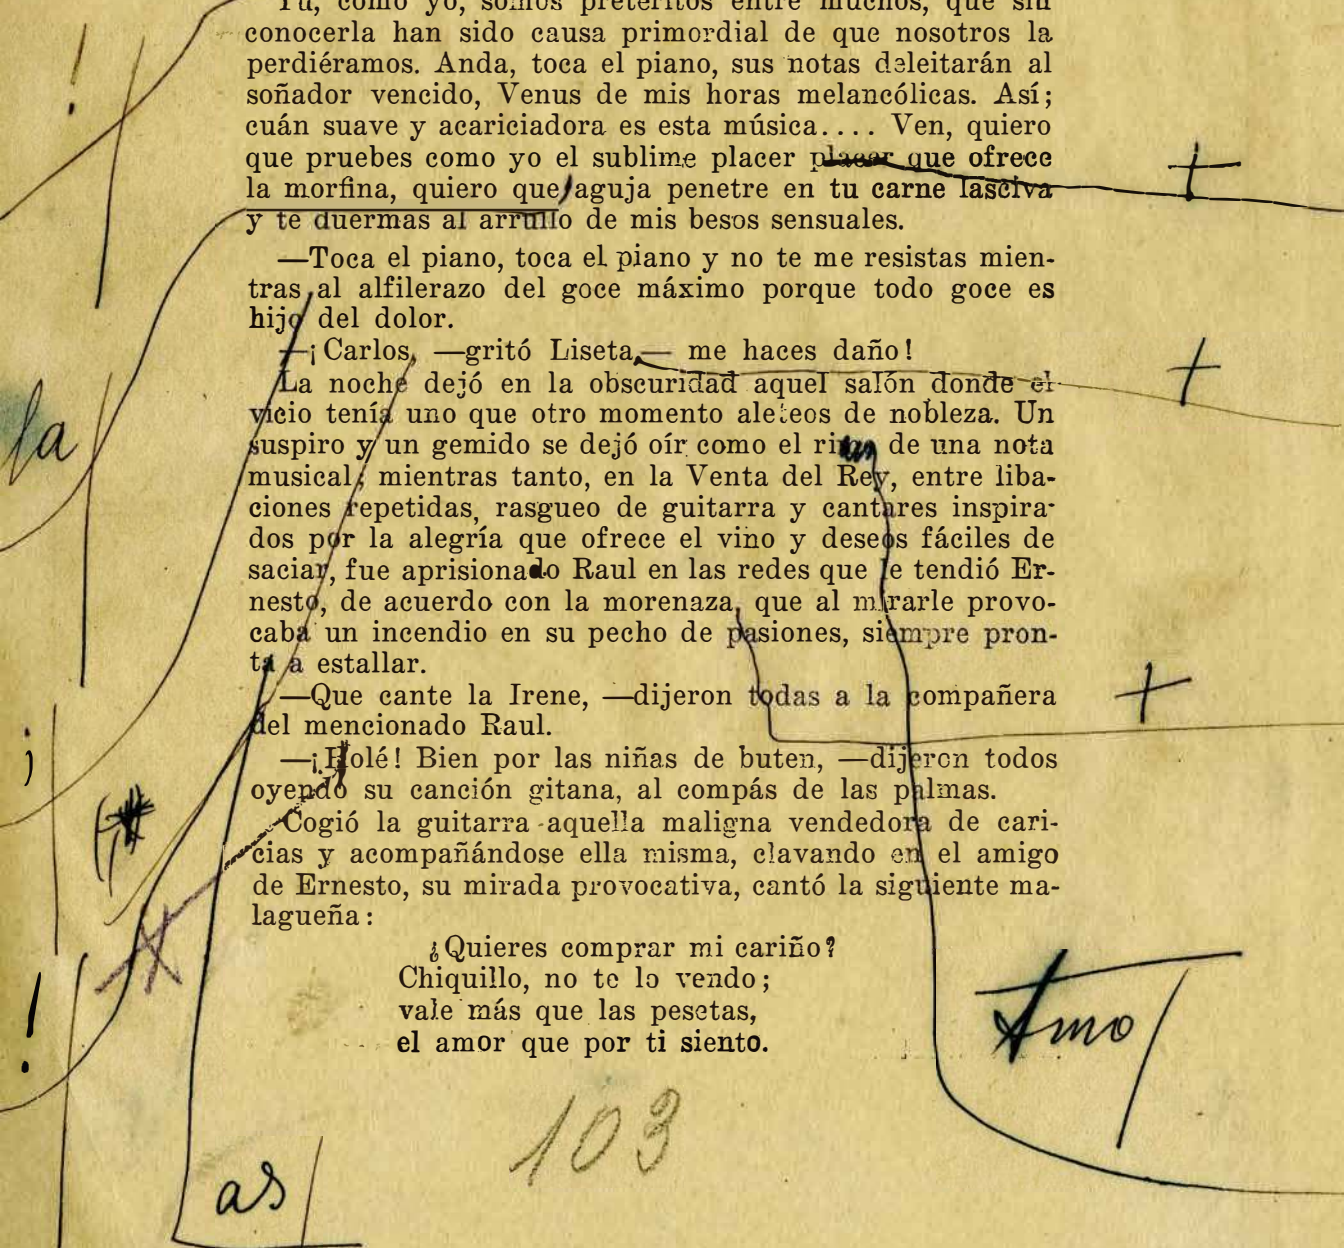 Tú, como yo, somos pretéritos entre muchos, que sin
conocerla han sido causa primordial de que nosotros la
perdiéramos. Anda, toca el piano, sus notas deleitarán al
soñador vencido, Venus de mis horas melancólicas. Así;
cuán suave y acariciadora es esta música.... Ven, quiero
que pruebes como yo el sublime placer placer que ofrece
la morfina, quiero que aguja penetre en tu carne lasciva
y te duermas al arrullo de mis besos sensuales.
—Toca el piano, toca el piano y no te me resistas mien-
tras al alfilerazo del goce máximo porque todo goce es
hijo del dolor.
—¡Carlos, —gritó Liseta,— me haces daño!
La noche dejó en la obscuridad aquel salón donde el
vicio tenía uno que otro momento aleteos de nobleza. Un
suspiro y un gemido se dejó oír como el de una nota
musical; mientras tanto, en la Venta del Rey, entre liba-
ciones repetidas, rasgueo de guitarra y cantares inspira-
dos por la alegría que ofrece el vino y deseos fáciles de
saciar, fue aprisionado Raul en las redes que le tendió Er-
nesto, de acuerdo con la morenaza, que al mirarle provo-
caba un incendio en su pecho de pasiones, siempre pron-
ta a estallar.
—Que cante la Irene, —dijeron todas a la compañera
del mencionado Raul.
—¡Holé! Bien por las niñas de buten, —dijeron todos
oyendo su canción gitana, al compás de las palmas.
Cogió la guitarra aquella maligna vendedora de cari-
cias y acompañándose ella misma, clavando en el amigo
de Ernesto, su mirada provocativa, cantó la siguiente ma-
lagueña:
¿Quieres comprar mi cariño?
Chiquillo, no te lo vendo;
vale más que las pesetas,
el amor que por ti siento.
!
la
¡
!
+
+
+
tmo
103
as